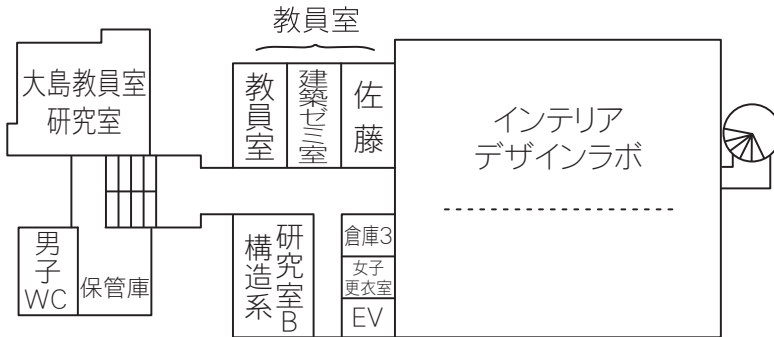 教員室
大島教員室
研究室
教員室
建築ゼミ室
佐藤
インテリア
デザインラボ
男子
WC
保管庫
構造系
研究室B
倉庫3
女子
更衣室
EV